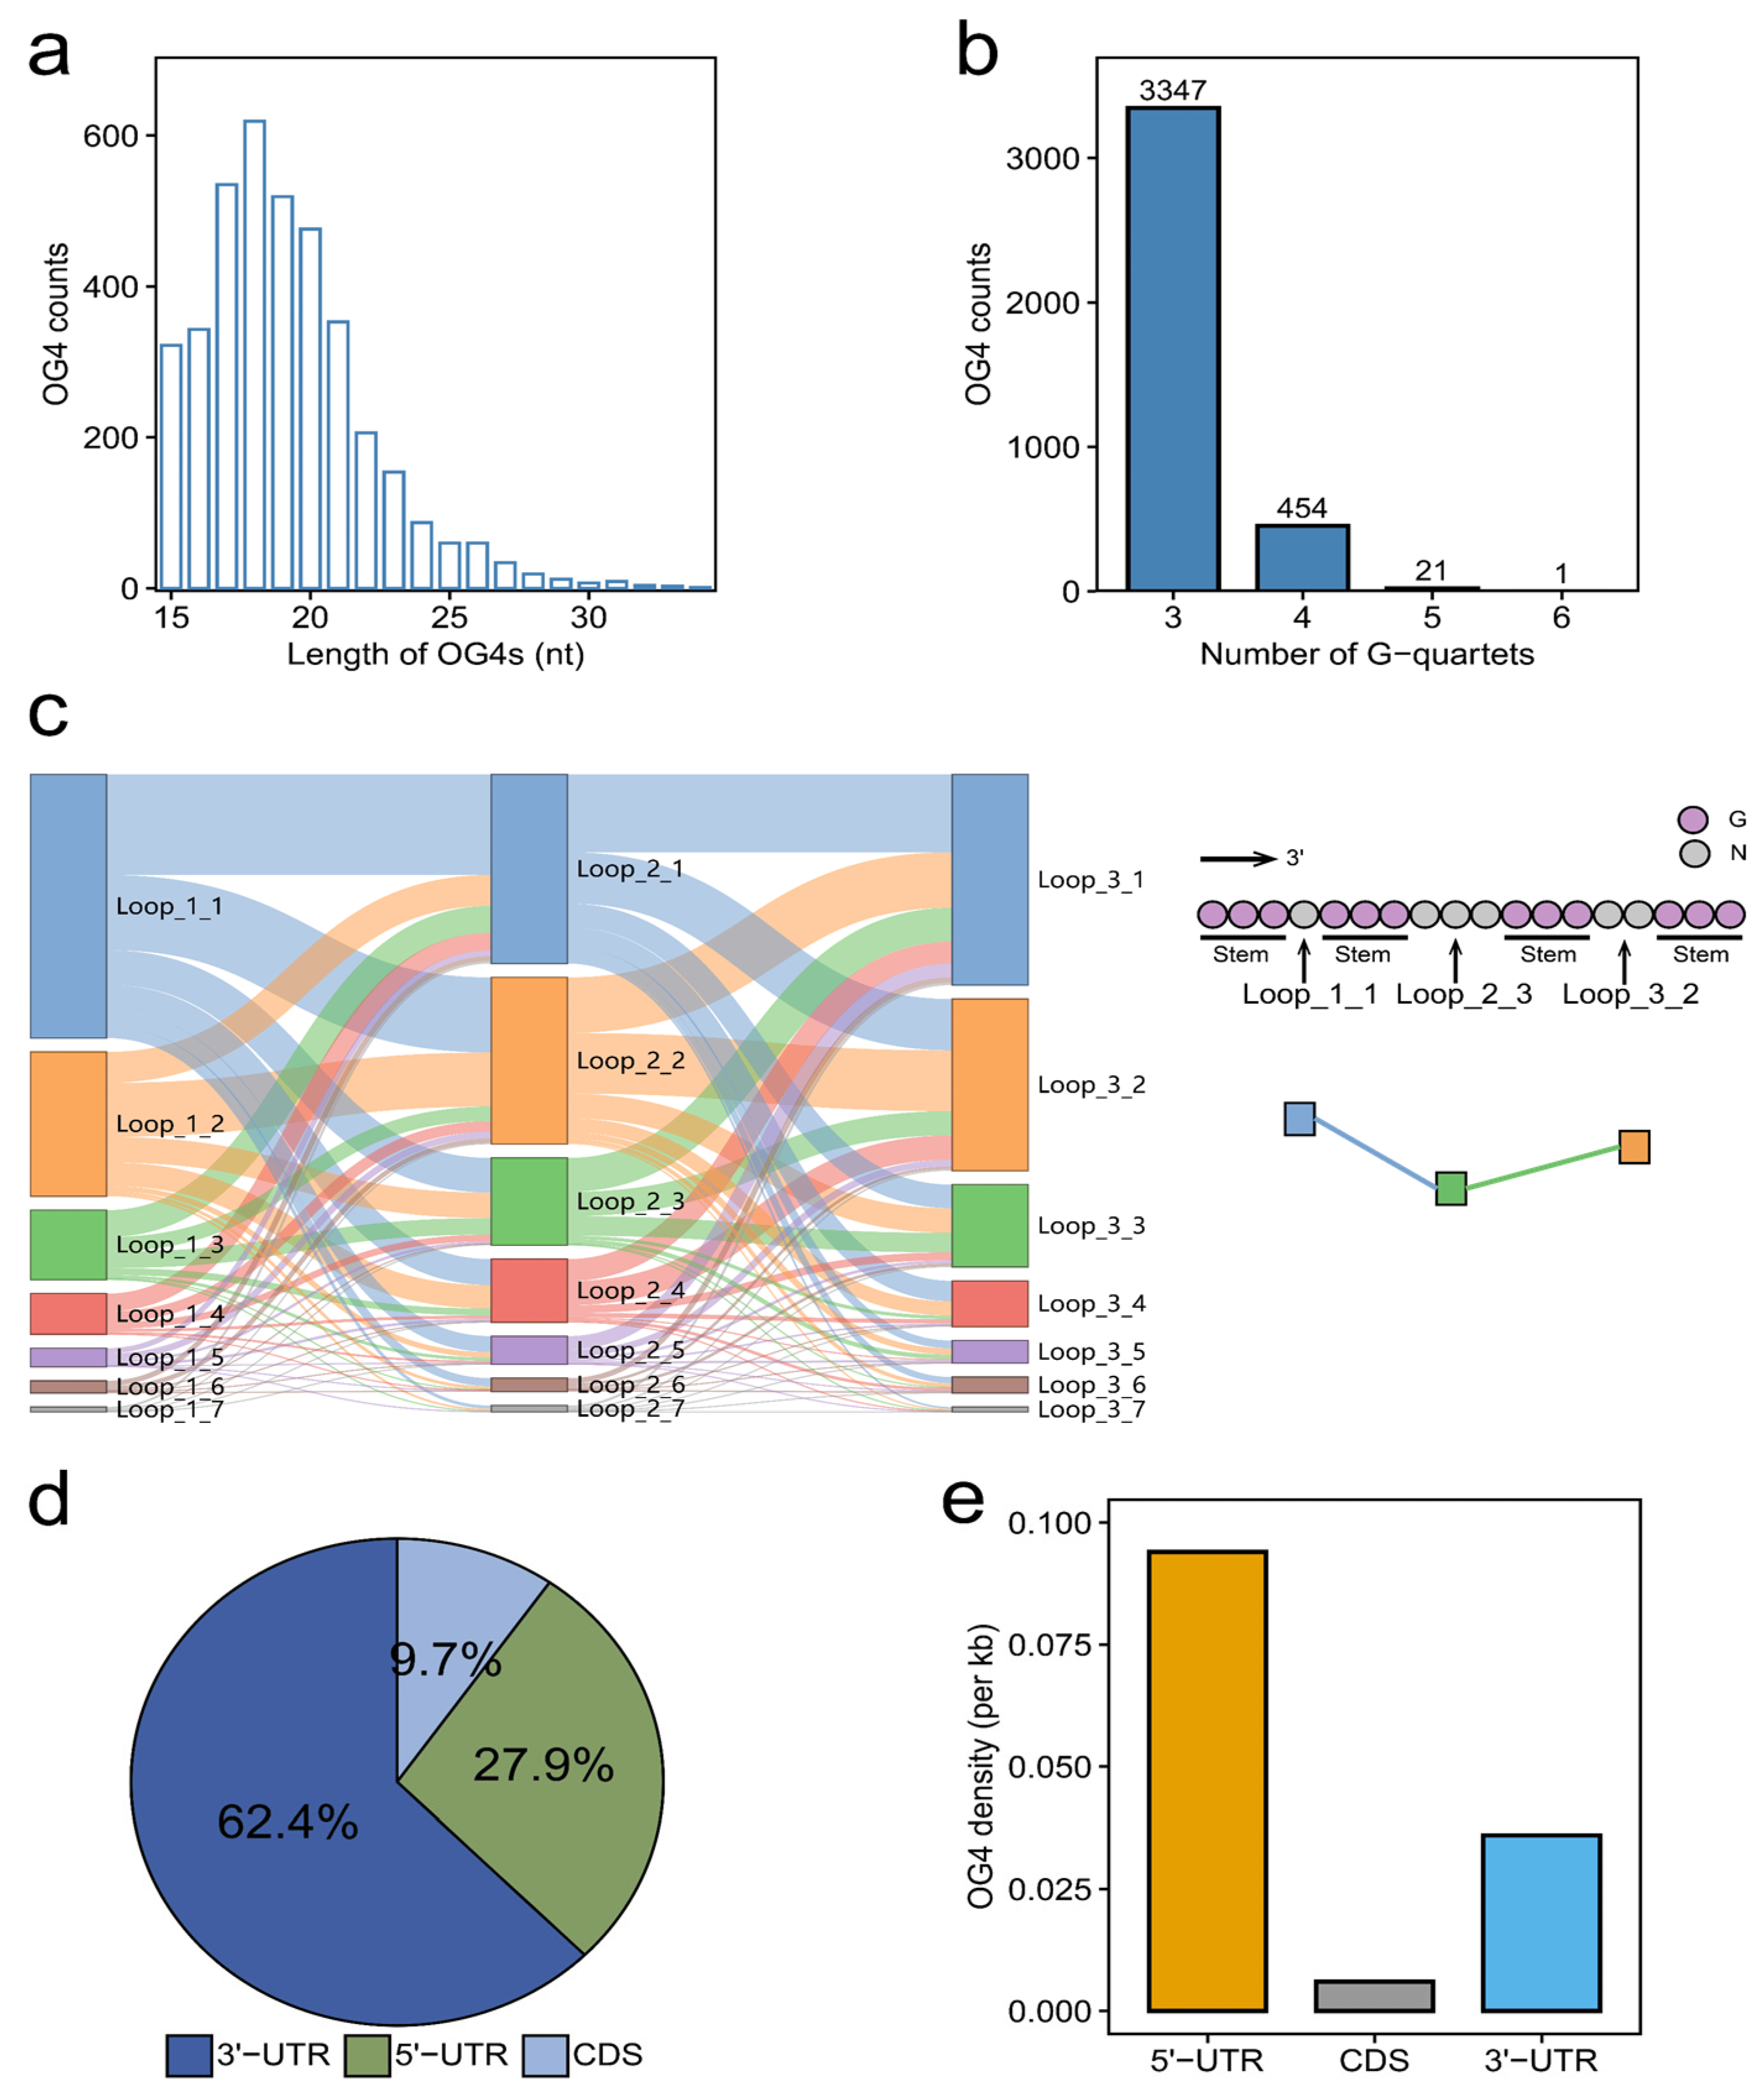 a
600
400
200
0
15
20
25
30
OG4 counts
Length of OG4s (nt)
b
3347
454
21
1
3000
2000
1000
0
3
4
5
6
OG4 counts
Number of G−quartets
c
Loop_1_1
Loop_1_2
Loop_1_3
Loop_1_4
Loop_1_5
Loop_1_6
Loop_1_7
Loop_2_1
Loop_2_2
Loop_2_3
Loop_2_4
Loop_2_5
Loop_2_6
Loop_2_7
Loop_3_1
Loop_3_2
Loop_3_3
Loop_3_4
Loop_3_5
Loop_3_6
Loop_3_7
G
N
3'
Stem Stem Stem Stem
Loop_1_1 Loop_2_3 Loop_3_2
d
9.7%
27.9%
62.4%
3'−UTR 5'−UTR CDS
e
0.100
0.075
0.050
0.025
0.000
OG4 density (per kb)
5'−UTR CDS 3'−UTR